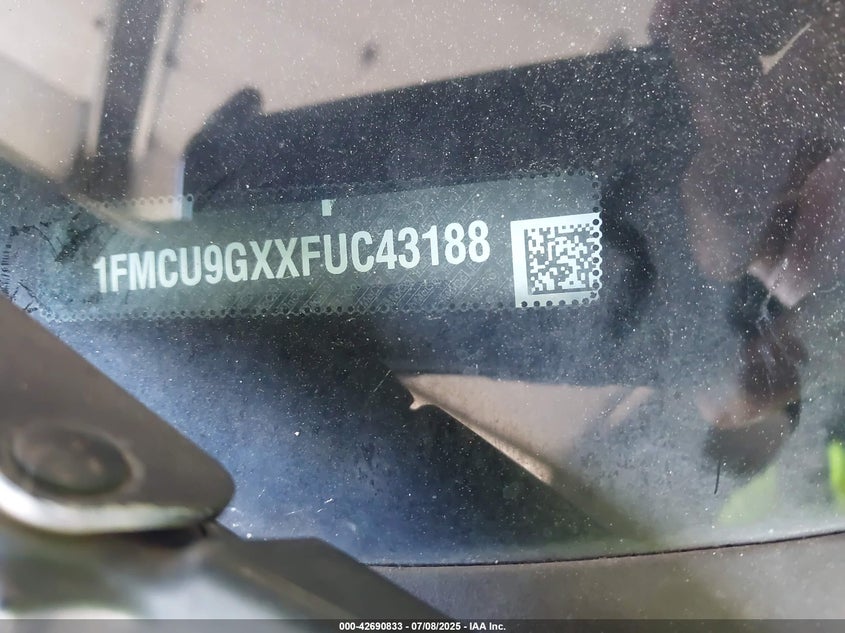 1FMCU9GXXFUC43188
000-42690833 - 07/08/2025 - IAA Inc.